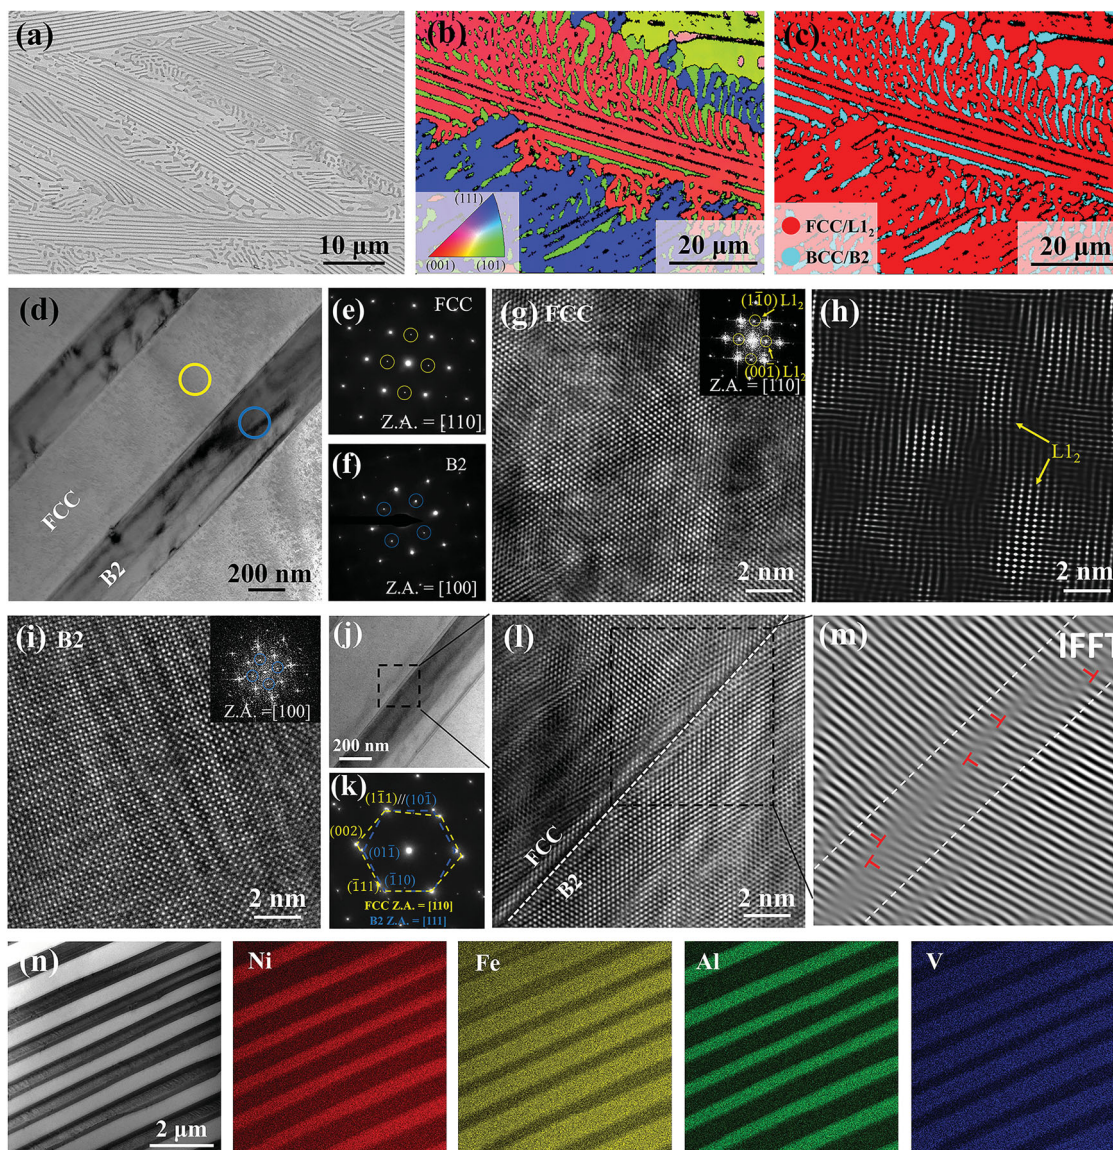 (a)
10 µm
(b)
(111)
(001)
(101)
20 µm
(c)
FCC/L1₂
BCC/B2
20 µm
(d)
FCC
B2
200 nm
(e)
FCC
Z.A. = [110]
(f)
B2
Z.A. = [100]
(g) FCC
(11̄0) L1₂
(001̄) L1₂
Z.A. = [110]
2 nm
(h)
L1₂
2 nm
(i) B2
Z.A. =[100]
2 nm
(j)
200 nm
(k)
(11̄1)//(101̄)
(002)
(011̄)
(1̄11)
(1̄10)
FCC Z.A. = [110]
B2 Z.A. = [111]
(l)
FCC
B2
2 nm
(m)
IFFT
2 nm
(n)
2 µm
Ni
Fe
Al
V